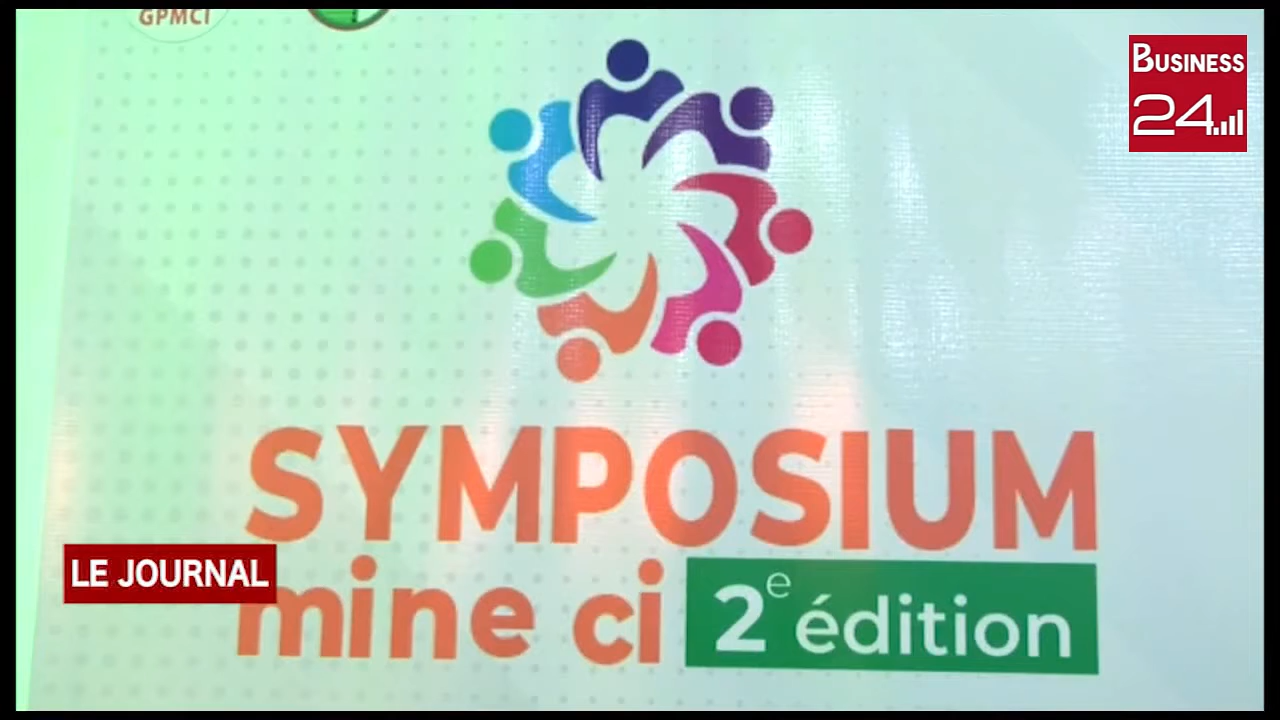 GPMCI
BUSINESS
24
SYMPOSIUM
LE JOURNAL
mine ci 2e édition